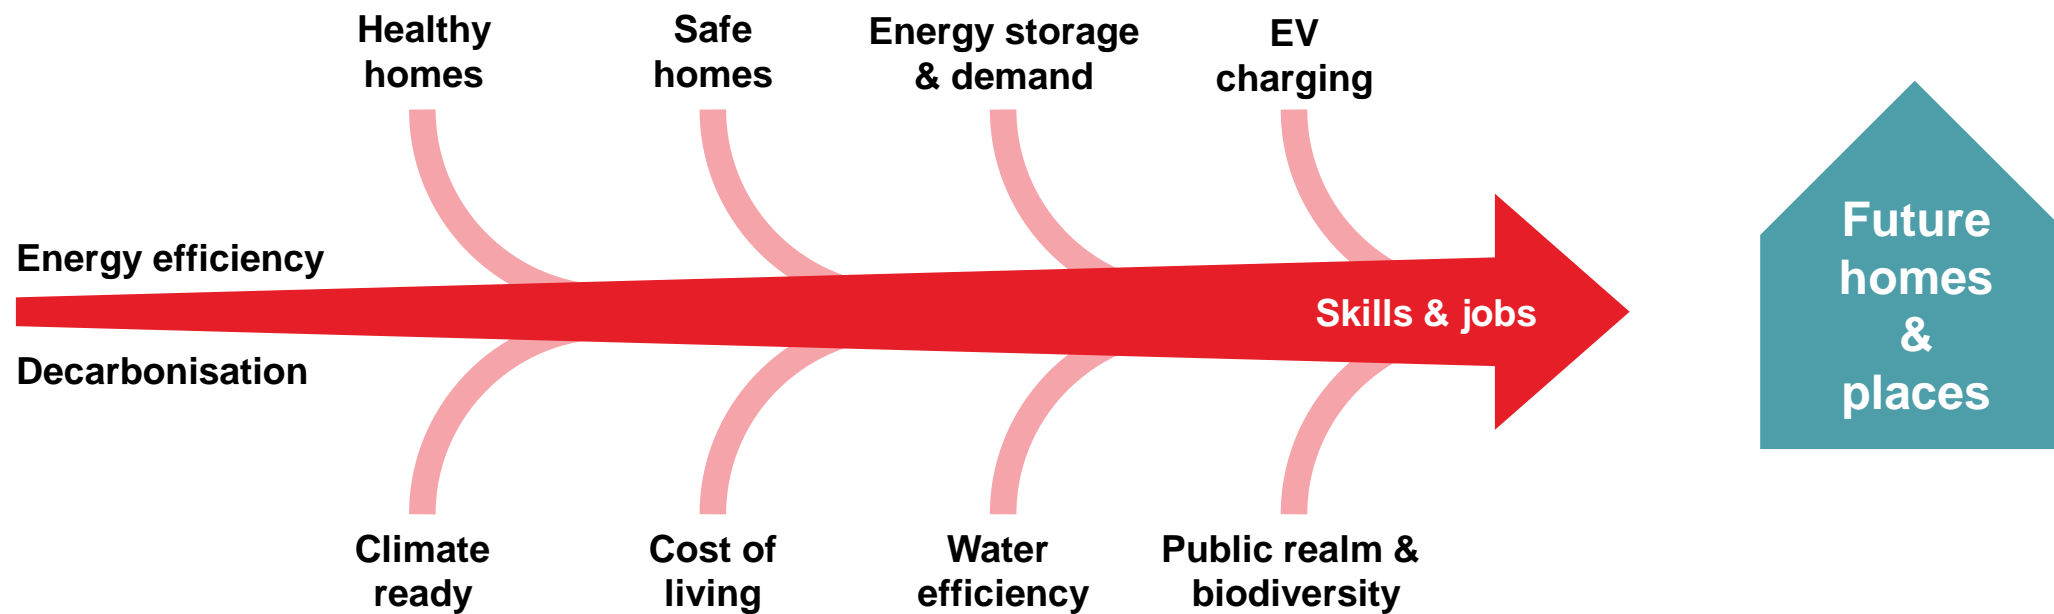 Healthy
homes
Safe
homes
Energy storage
& demand
EV
charging
Energy efficiency
Decarbonisation
Skills & jobs
Future
homes
&
places
Climate
ready
Cost of
living
Water
efficiency
Public realm &
biodiversity